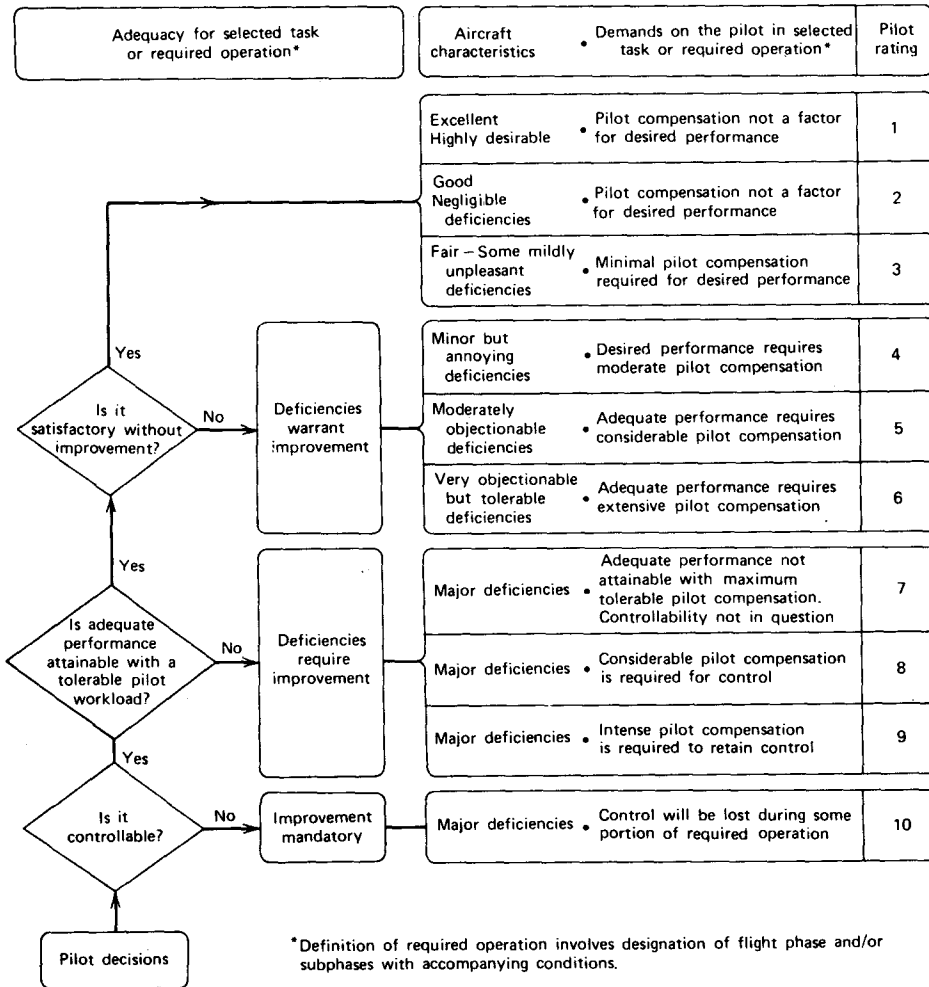 Adequacy for selected task
or required operation*
Aircraft
characteristics
• Demands on the pilot in selected
task or required operation*
Pilot
rating
Excellent
Highly desirable
• Pilot compensation not a factor
for desired performance
1
Good
Negligible
deficiencies
• Pilot compensation not a factor
for desired performance
2
Fair – Some mildly
unpleasant
deficiencies
• Minimal pilot compensation
required for desired performance
3
Yes
Is it
satisfactory without
improvement?
No
Deficiencies
warrant
improvement
Minor but
annoying
deficiencies
• Desired performance requires
moderate pilot compensation
4
Moderately
objectionable
deficiencies
• Adequate performance requires
considerable pilot compensation
5
Very objectionable
but tolerable
deficiencies
• Adequate performance requires
extensive pilot compensation
6
Yes
Is adequate
performance
attainable with a
tolerable pilot
workload?
No
Deficiencies
require
improvement
Major deficiencies
• Adequate performance not
attainable with maximum
tolerable pilot compensation.
Controllability not in question
7
Major deficiencies
• Considerable pilot compensation
is required for control
8
Major deficiencies
• Intense pilot compensation
is required to retain control
9
Yes
Is it
controllable?
No
Improvement
mandatory
Major deficiencies
• Control will be lost during some
portion of required operation
10
Pilot decisions
*Definition of required operation involves designation of flight phase and/or
subphases with accompanying conditions.